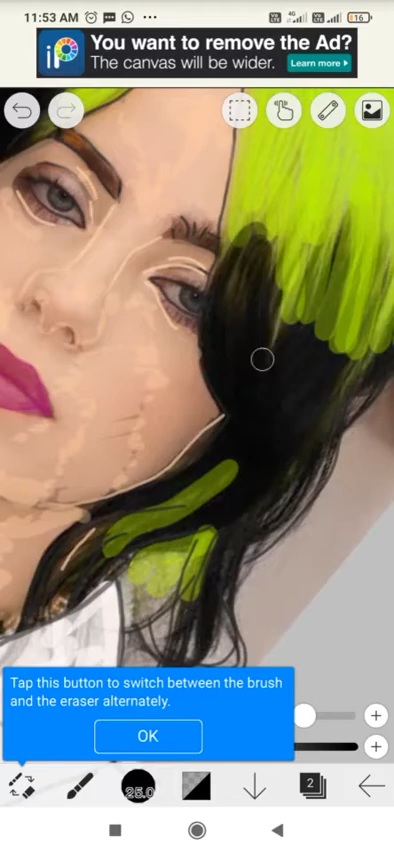 11:53 AM
4G
16
iP
You want to remove the Ad?
The canvas will be wider.
Learn more
Tap this button to switch between the brush
and the eraser alternately.
OK
25.0
2